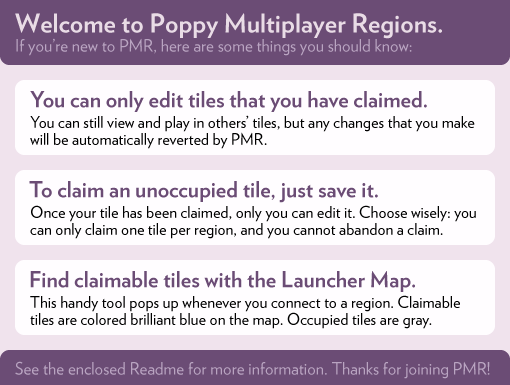 Welcome to Poppy Multiplayer Regions.
If you're new to PMR, here are some things you should know:
You can only edit tiles that you have claimed.
You can still view and play in others' tiles, but any changes that you make
will be automatically reverted by PMR.
To claim an unoccupied tile, just save it.
Once your tile has been claimed, only you can edit it. Choose wisely: you
can only claim one tile per region, and you cannot abandon a claim.
Find claimable tiles with the Launcher Map.
This handy tool pops up whenever you connect to a region. Claimable
tiles are colored brilliant blue on the map. Occupied tiles are gray.
See the enclosed Readme for more information. Thanks for joining PMR!